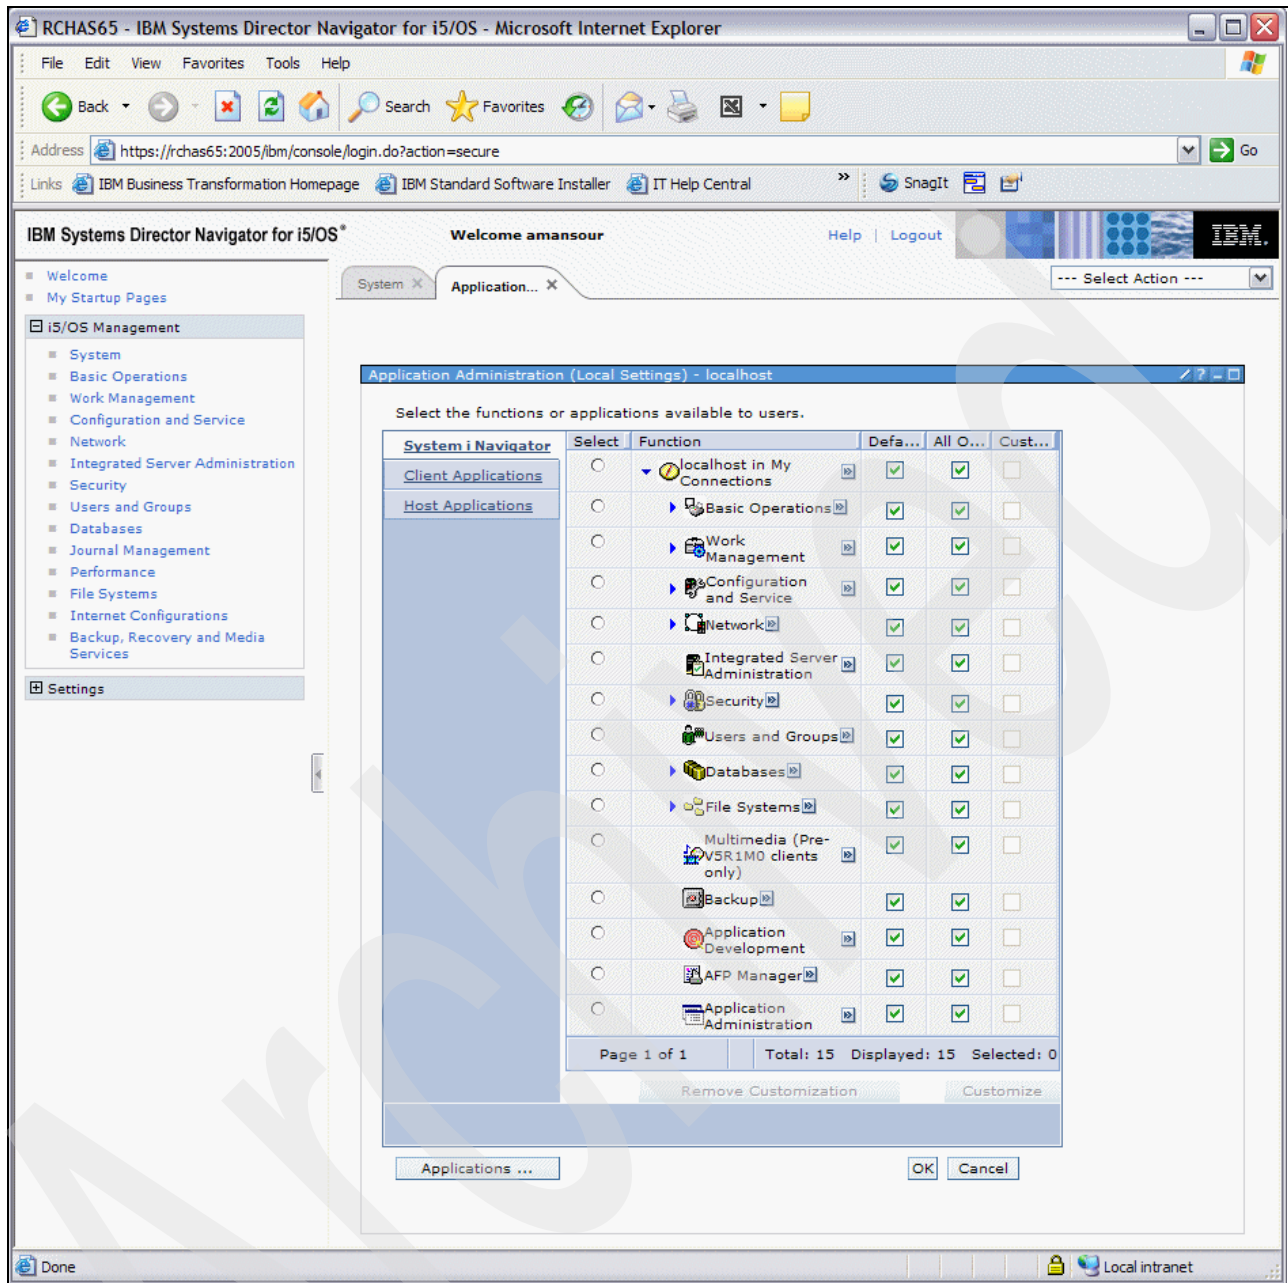 RCHAS65 - IBM Systems Director Navigator for i5/OS - Microsoft Internet Explorer
File Edit View Favorites Tools Help
Back Search Favorites
Address https://rchas65:2005/ibm/console/login.do?action=secure Go
Links IBM Business Transformation Homepage IBM Standard Software Installer IT Help Central » SnagIt
IBM Systems Director Navigator for i5/OS® Welcome amansour Help | Logout IBM.
Welcome
My Startup Pages
i5/OS Management
System
Basic Operations
Work Management
Configuration and Service
Network
Integrated Server Administration
Security
Users and Groups
Databases
Journal Management
Performance
File Systems
Internet Configurations
Backup, Recovery and Media
Services
Settings
System X Application... X --- Select Action ---
Application Administration (Local Settings) - localhost
Select the functions or applications available to users.
System i Navigator
Client Applications
Host Applications
Select Function Defa... All O... Cust...
localhost in My
Connections
Basic Operations
Work
Management
Configuration
and Service
Network
Integrated Server
Administration
Security
Users and Groups
Databases
File Systems
Multimedia (Pre-
V5R1M0 clients
only)
Backup
Application
Development
AFP Manager
Application
Administration
Page 1 of 1 Total: 15 Displayed: 15 Selected: 0
Remove Customization Customize
Applications ... OK Cancel
Done Local intranet
Archived